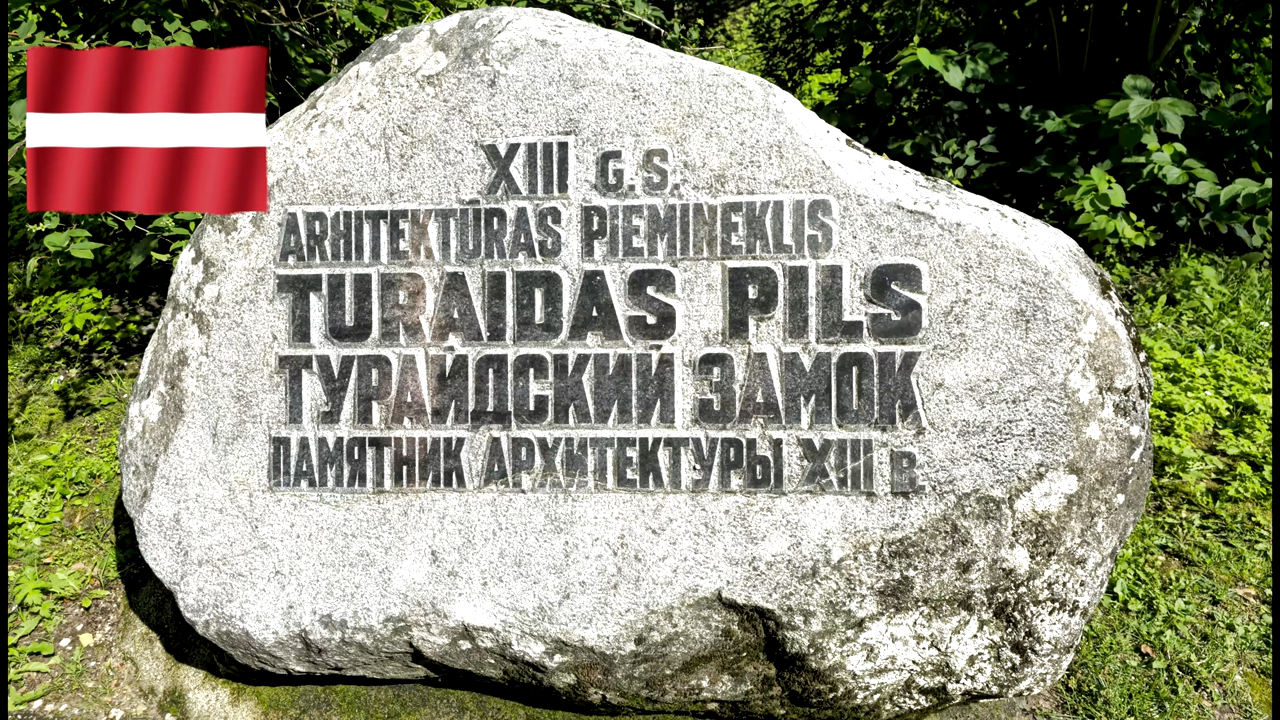 XIII G.S.
ARHITEKTŪRAS PIEMINEKLIS
TURAIDAS PILS
ТУРАЙДСКИЙ ЗАМОК
ПАМЯТНИК АРХИТЕКТУРЫ XIII В.